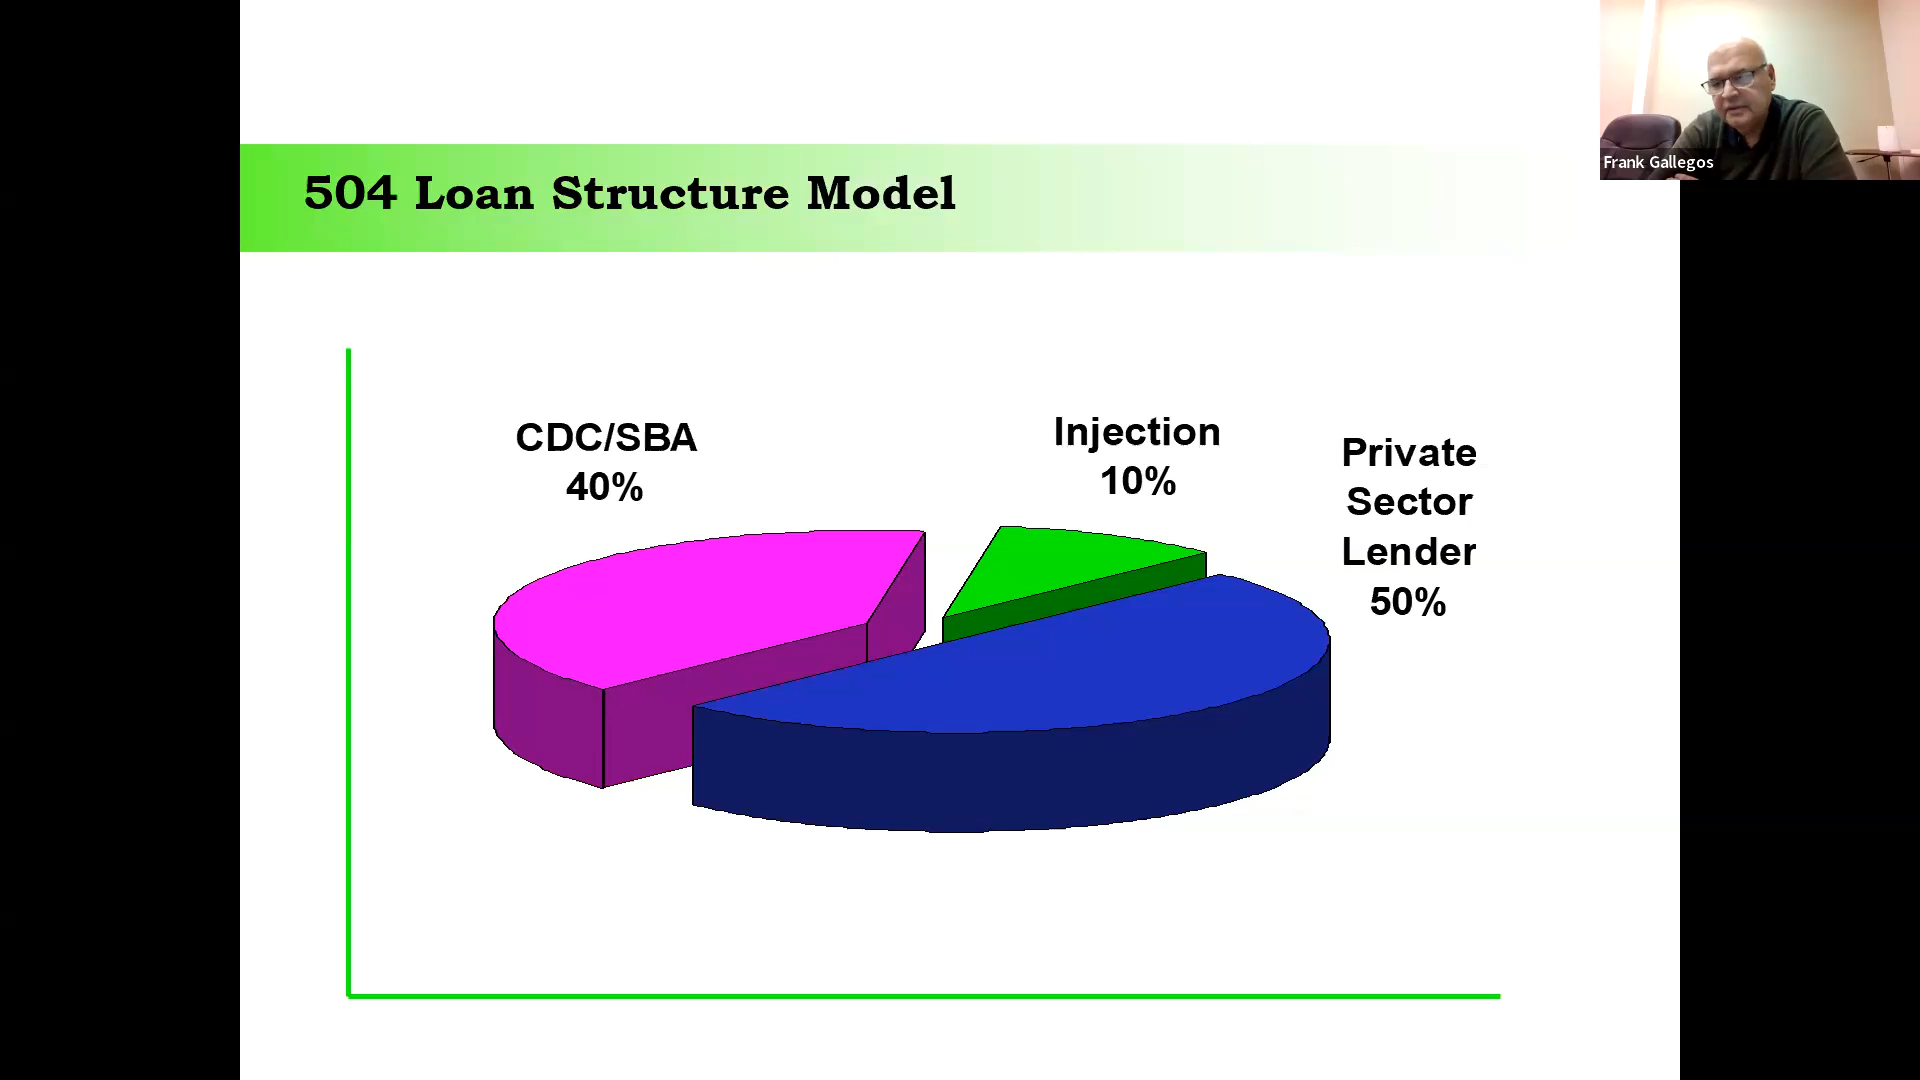 504 Loan Structure Model
Frank Gallegos
CDC/SBA
40%
Injection
10%
Private
Sector
Lender
50%